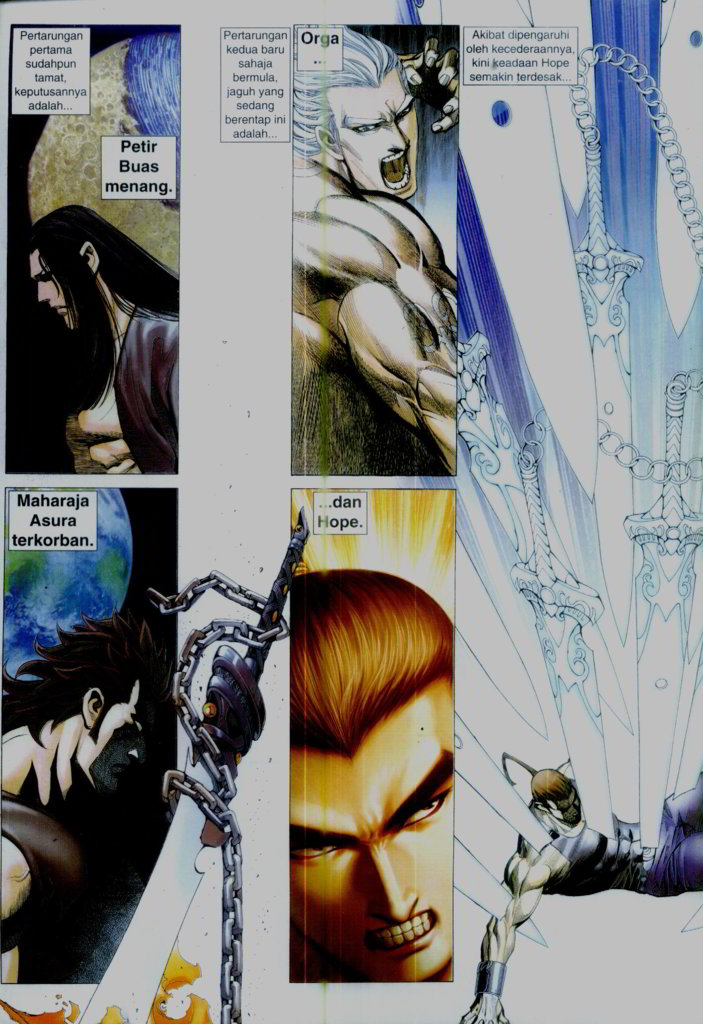 Pertarungan
pertama
sudahpun
tamat,
keputusannya
adalah...
Petir
Buas
menang.
Maharaja
Asura
terkorban.
Pertarungan
kedua baru
sahaja
bermula,
jaguh yang
sedang
berentap ini
adalah...
Orga
...
...dan
Hope.
Akibat dipengaruhi
oleh kecederaannya,
kini keadaan Hope
semakin terdesak...